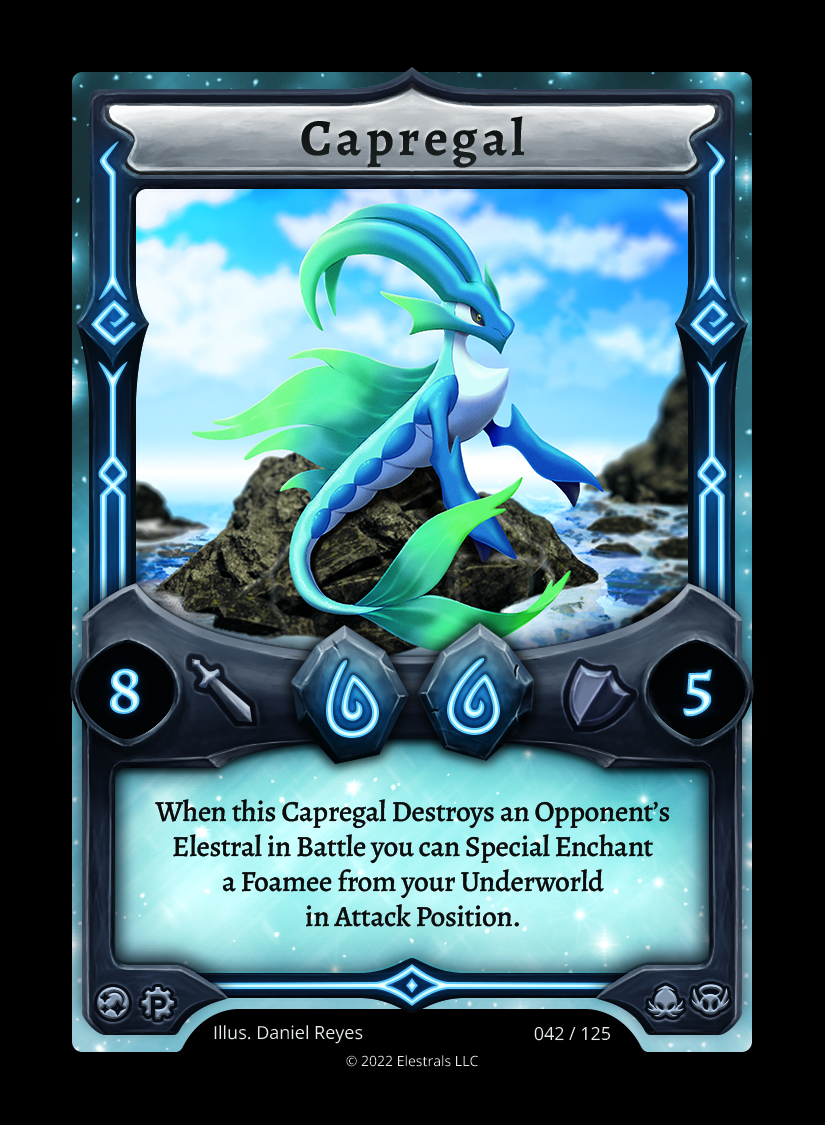 Capregal
8
5
When this Capregal Destroys an Opponent's
Elestral in Battle you can Special Enchant
a Foamee from your Underworld
in Attack Position.
P
Illus. Daniel Reyes
042 / 125
© 2022 Elestrals LLC